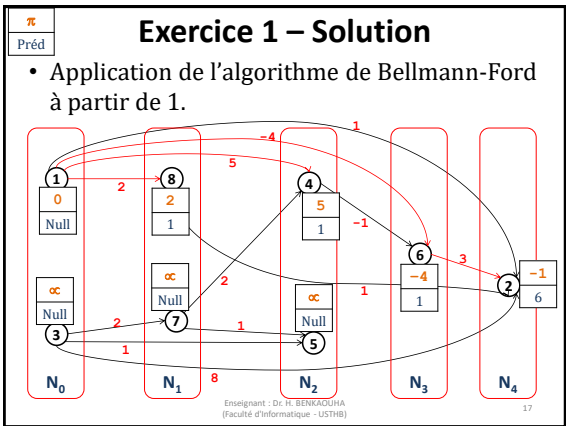 π
Préd
Exercice 1 – Solution
• Application de l'algorithme de Bellmann-Ford
à partir de 1.
1
-4
5
1
2
8
4
0
Null
2
1
5
1
-1
6
3
2
-1
6
-4
1
1
∝
Null
∝
Null
2
∝
Null
3
2
7
1
5
1
8
N0
N1
N2
N3
N4
Enseignant : Dr. H. BENKAOUHA
(Faculté d'Informatique - USTHB)
17